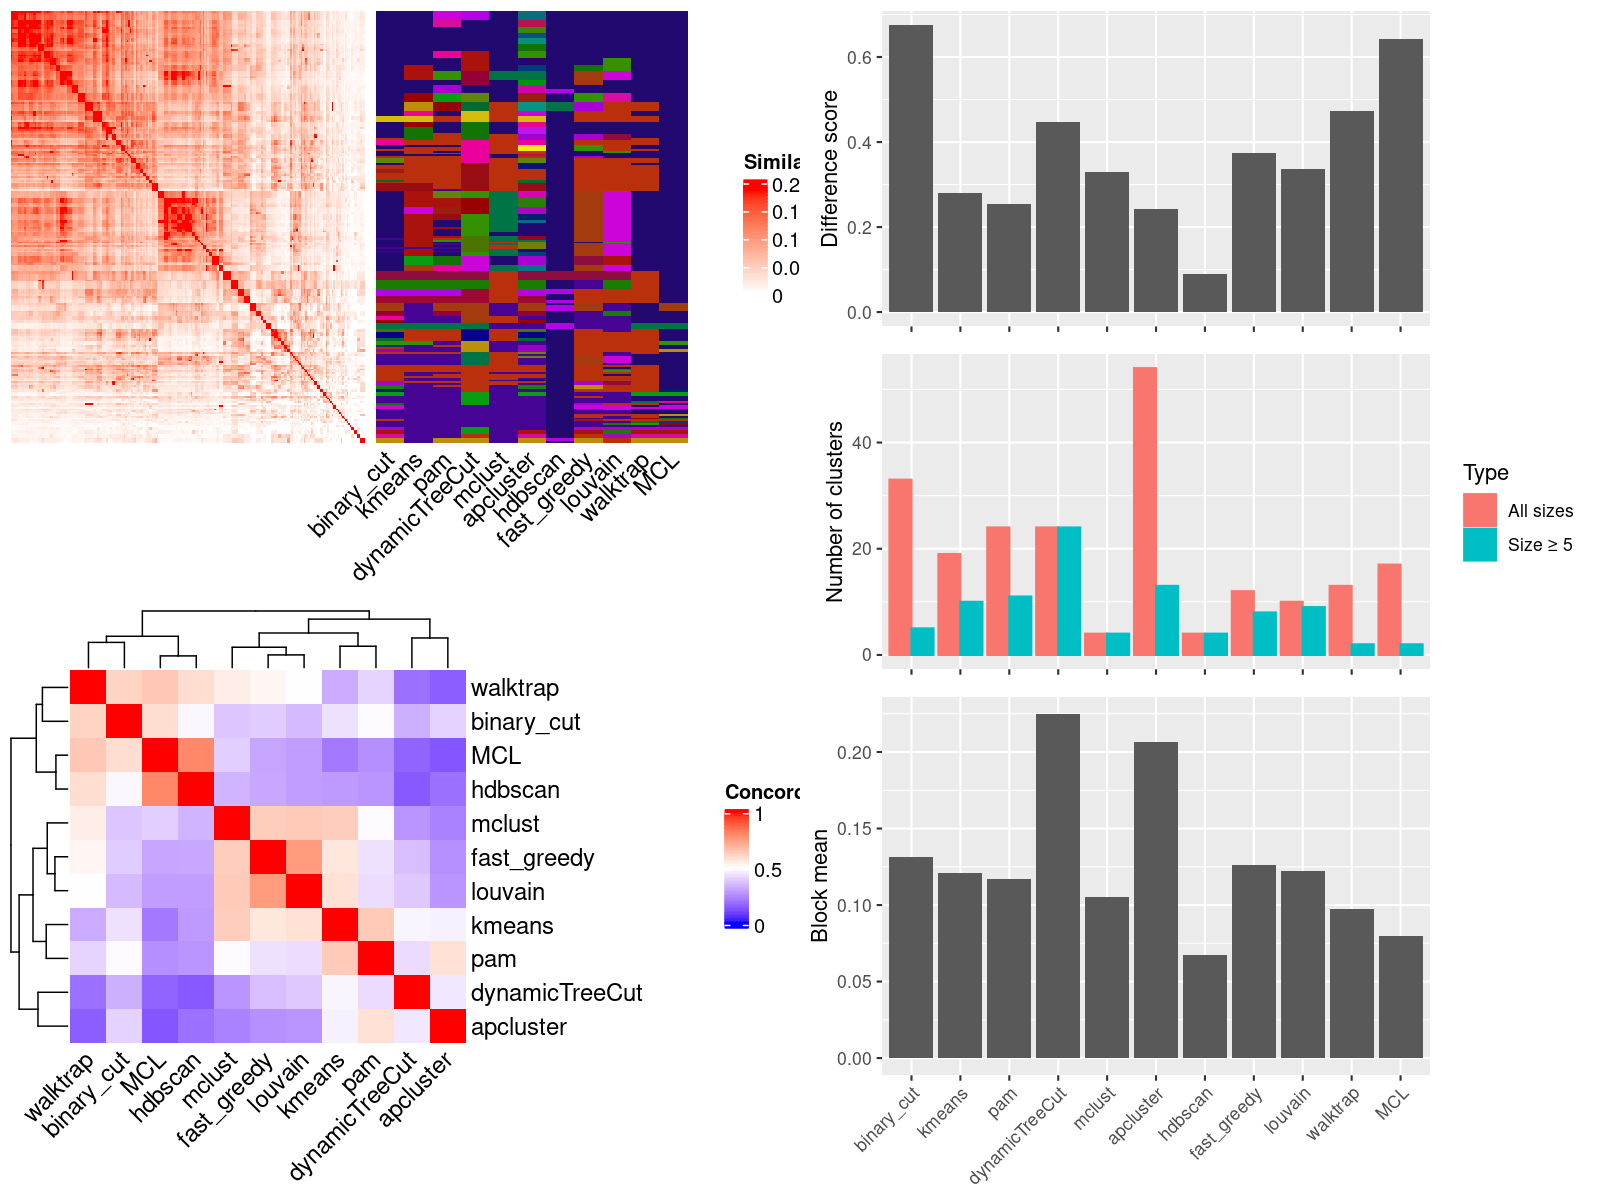 Simila
0.2
0.1
0.1
0.0
0
binary_cut
kmeans
pam
dynamicTreeCut
mclust
apcluster
hdbscan
fast_greedy
louvain
walktrap
MCL
walktrap
binary_cut
MCL
hdbscan
mclust
fast_greedy
louvain
kmeans
pam
dynamicTreeCut
apcluster
walktrap
binary_cut
MCL
hdbscan
mclust
fast_greedy
louvain
kmeans
pam
dynamicTreeCut
apcluster
Concord
1
0.5
0
Difference score
0.6
0.4
0.2
0.0
Number of clusters
40
20
0
Type
All sizes
Size ≥ 5
Block mean
0.20
0.15
0.10
0.05
0.00
binary_cut
kmeans
pam
dynamicTreeCut
mclust
apcluster
hdbscan
fast_greedy
louvain
walktrap
MCL